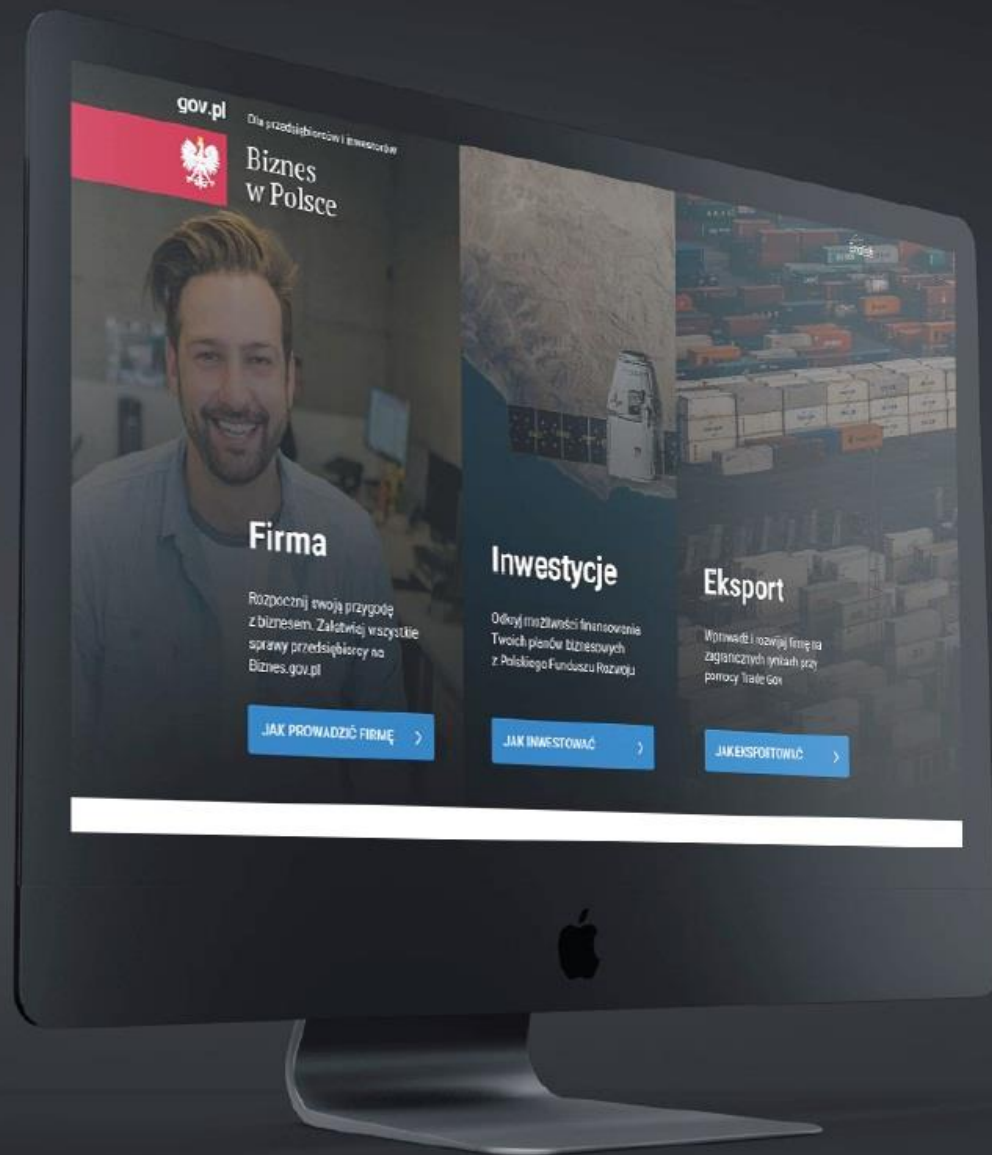 gov.pl
Dla przedsiębiorców i inwestorów
Biznes
w Polsce
English
Firma
Rozpocznij swoją przygodę
z biznesem. Załatwiaj wszystkie
sprawy przedsiębiorcy na
Biznes.gov.pl
JAK PROWADZIĆ FIRMĘ
Inwestycje
Odkryj możliwości finansowania
Twoich planów biznesowych
z Polskiego Funduszu Rozwoju
JAK INWESTOWAĆ
Eksport
Wprowadź i rozwijaj firmę na
zagranicznych rynkach przy
pomocy Trade Gov
JAK EKSPORTOWAĆ